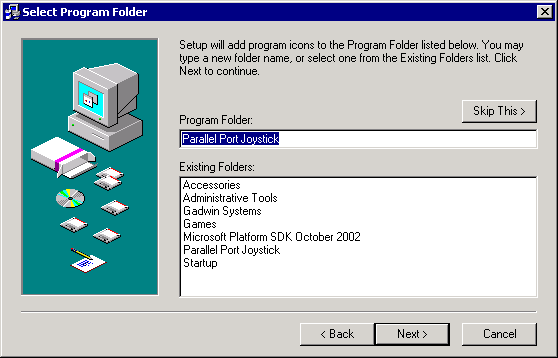 Select Program Folder
Setup will add program icons to the Program Folder listed below. You may
type a new folder name, or select one from the Existing Folders list. Click
Next to continue.
Skip This >
Program Folder:
Parallel Port Joystick
Existing Folders:
Accessories
Administrative Tools
Gadwin Systems
Games
Microsoft Platform SDK October 2002
Parallel Port Joystick
Startup
< Back
Next >
Cancel